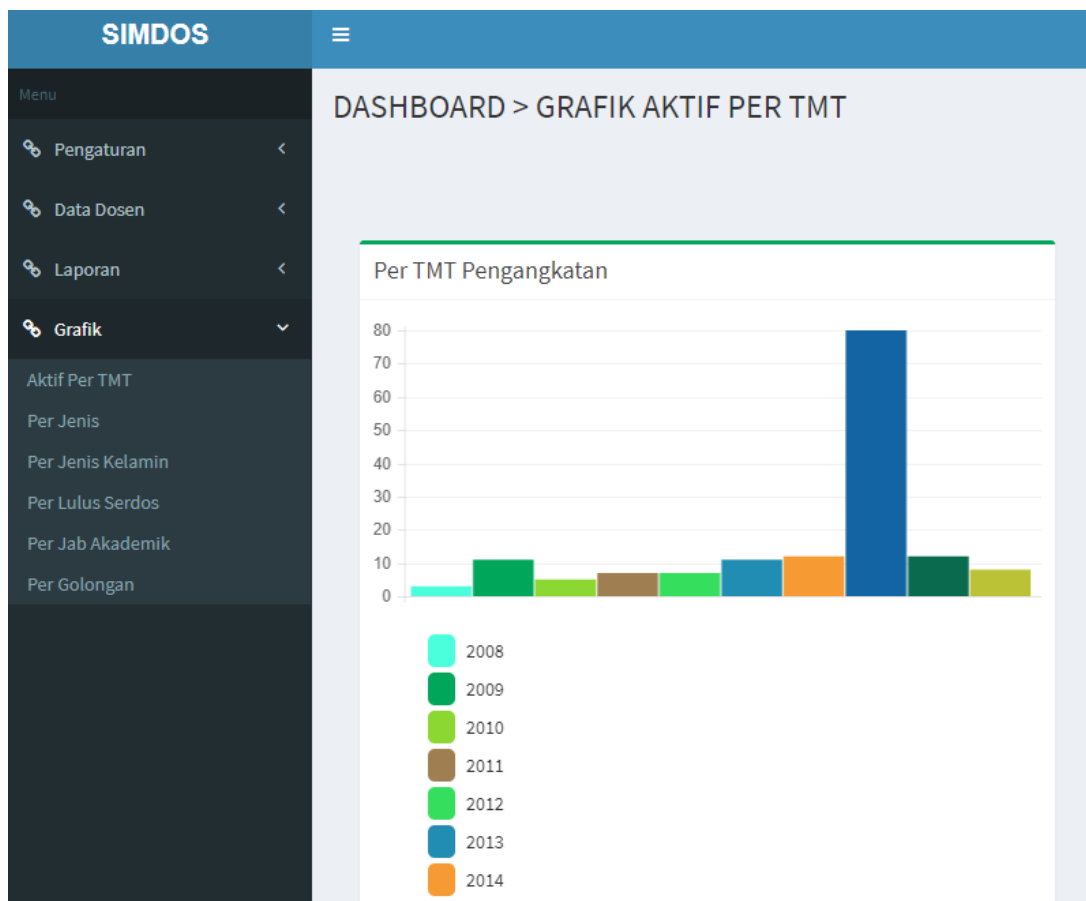 SIMDOS
Menu
Pengaturan
Data Dosen
Laporan
Grafik
Aktif Per TMT
Per Jenis
Per Jenis Kelamin
Per Lulus Serdos
Per Jab Akademik
Per Golongan
DASHBOARD > GRAFIK AKTIF PER TMT
Per TMT Pengangkatan
80
70
60
50
40
30
20
10
0
2008
2009
2010
2011
2012
2013
2014